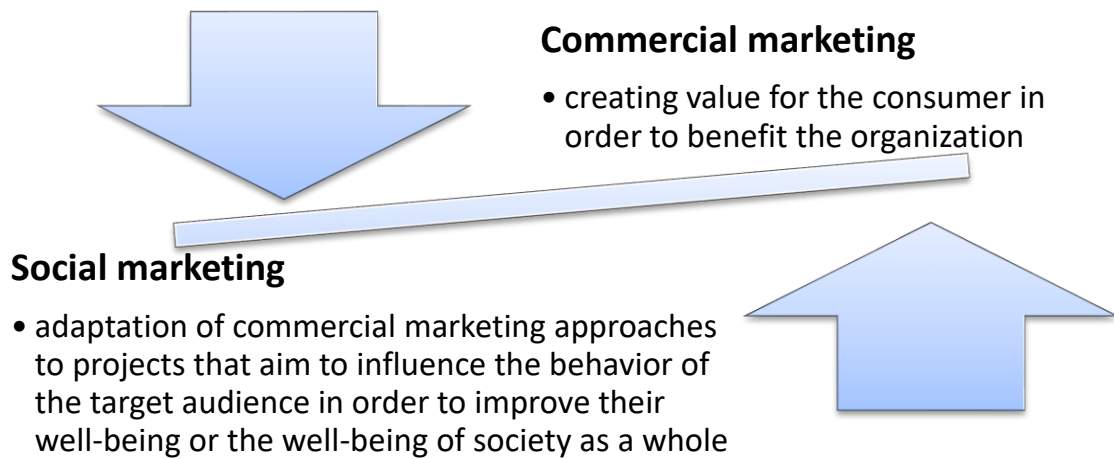 Commercial marketing
• creating value for the consumer in
order to benefit the organization
Social marketing
• adaptation of commercial marketing approaches
to projects that aim to influence the behavior of
the target audience in order to improve their
well-being or the well-being of society as a whole